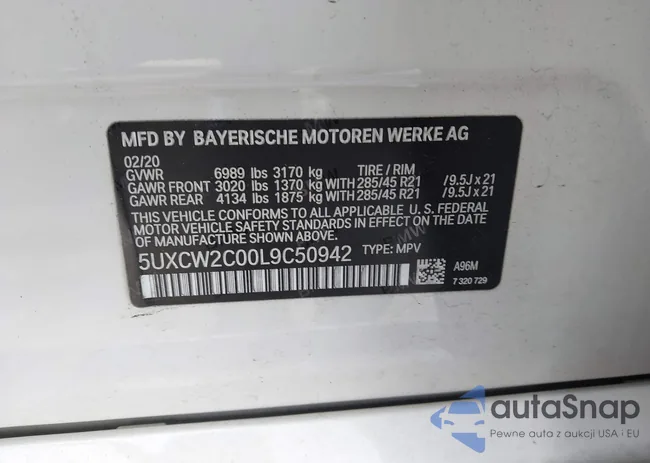 MFD BY BAYERISCHE MOTOREN WERKE AG
02/20
GVWR 6989 lbs 3170 kg TIRE / RIM
GAWR FRONT 3020 lbs 1370 kg WITH 285/45 R21 /9.5J x 21
GAWR REAR 4134 lbs 1875 kg WITH 285/45 R21 /9.5J x 21
THIS VEHICLE CONFORMS TO ALL APPLICABLE U. S. FEDERAL
MOTOR VEHICLE SAFETY STANDARDS IN EFFECT ON THE
DATE OF MANUFACTURE SHOWN ABOVE.
5UXCW2C00L9C50942 TYPE: MPV
A96M
7 320 729
autaSnap
Pewne auta z aukcji USA i EU